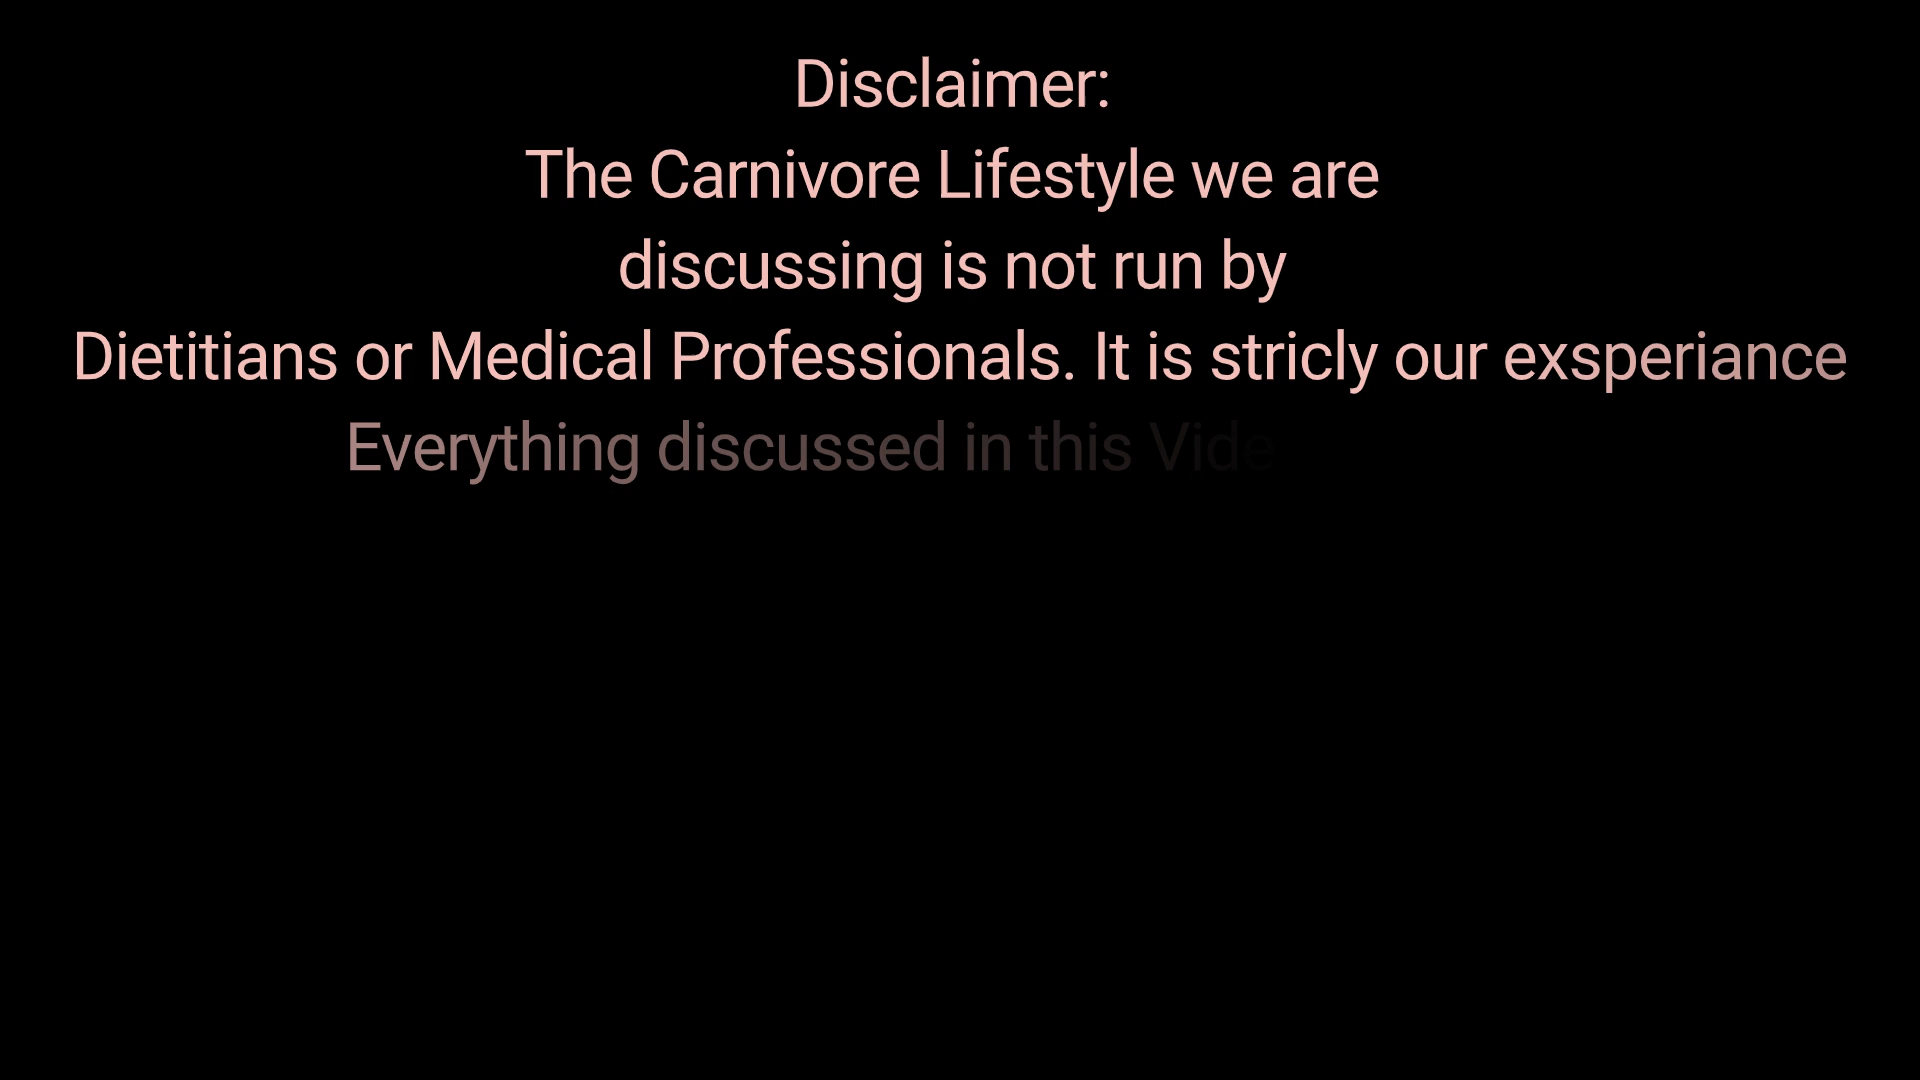 Disclaimer:
The Carnivore Lifestyle we are
discussing is not run by
Dietitians or Medical Professionals. It is stricly our exsperiance
Everything discussed in this Vide